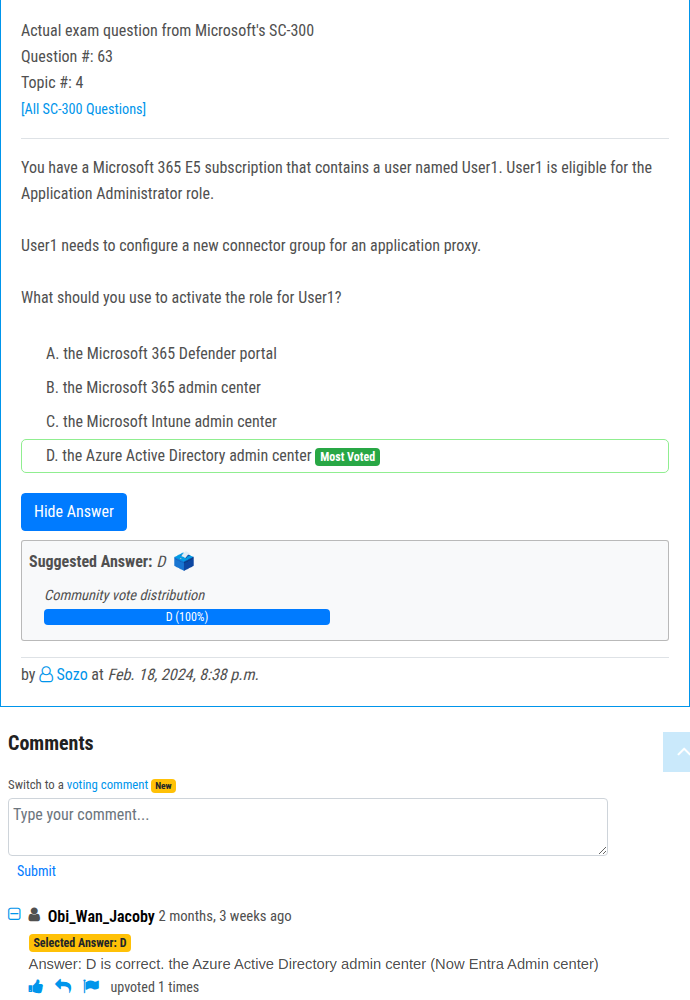 Actual exam question from Microsoft's SC-300
Question #: 63
Topic #: 4
[All SC-300 Questions]
You have a Microsoft 365 E5 subscription that contains a user named User1. User1 is eligible for the
Application Administrator role.
User1 needs to configure a new connector group for an application proxy.
What should you use to activate the role for User1?
A. the Microsoft 365 Defender portal
B. the Microsoft 365 admin center
C. the Microsoft Intune admin center
D. the Azure Active Directory admin center Most Voted
Hide Answer
Suggested Answer: D
Community vote distribution
D (100%)
by Sozo at Feb. 18, 2024, 8:38 p.m.
Comments
Switch to a voting comment New
Type your comment...
Submit
Obi_Wan_Jacoby 2 months, 3 weeks ago
Selected Answer: D
Answer: D is correct. the Azure Active Directory admin center (Now Entra Admin center)
upvoted 1 times